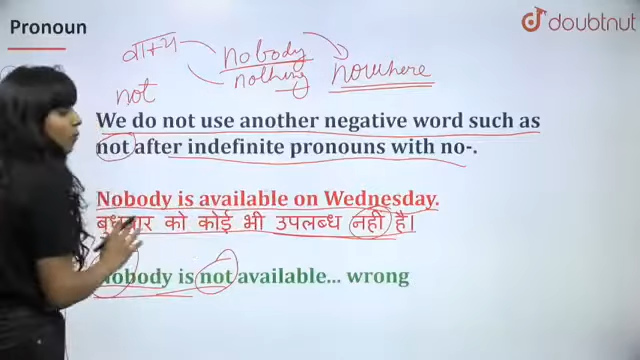 Pronoun
doubtnut
वाक्य
nobody
nothing
nowhere
not
We do not use another negative word such as
not after indefinite pronouns with no-.
Nobody is available on Wednesday.
बुधवार को कोई भी उपलब्ध नहीं है।
Nobody is not available... wrong